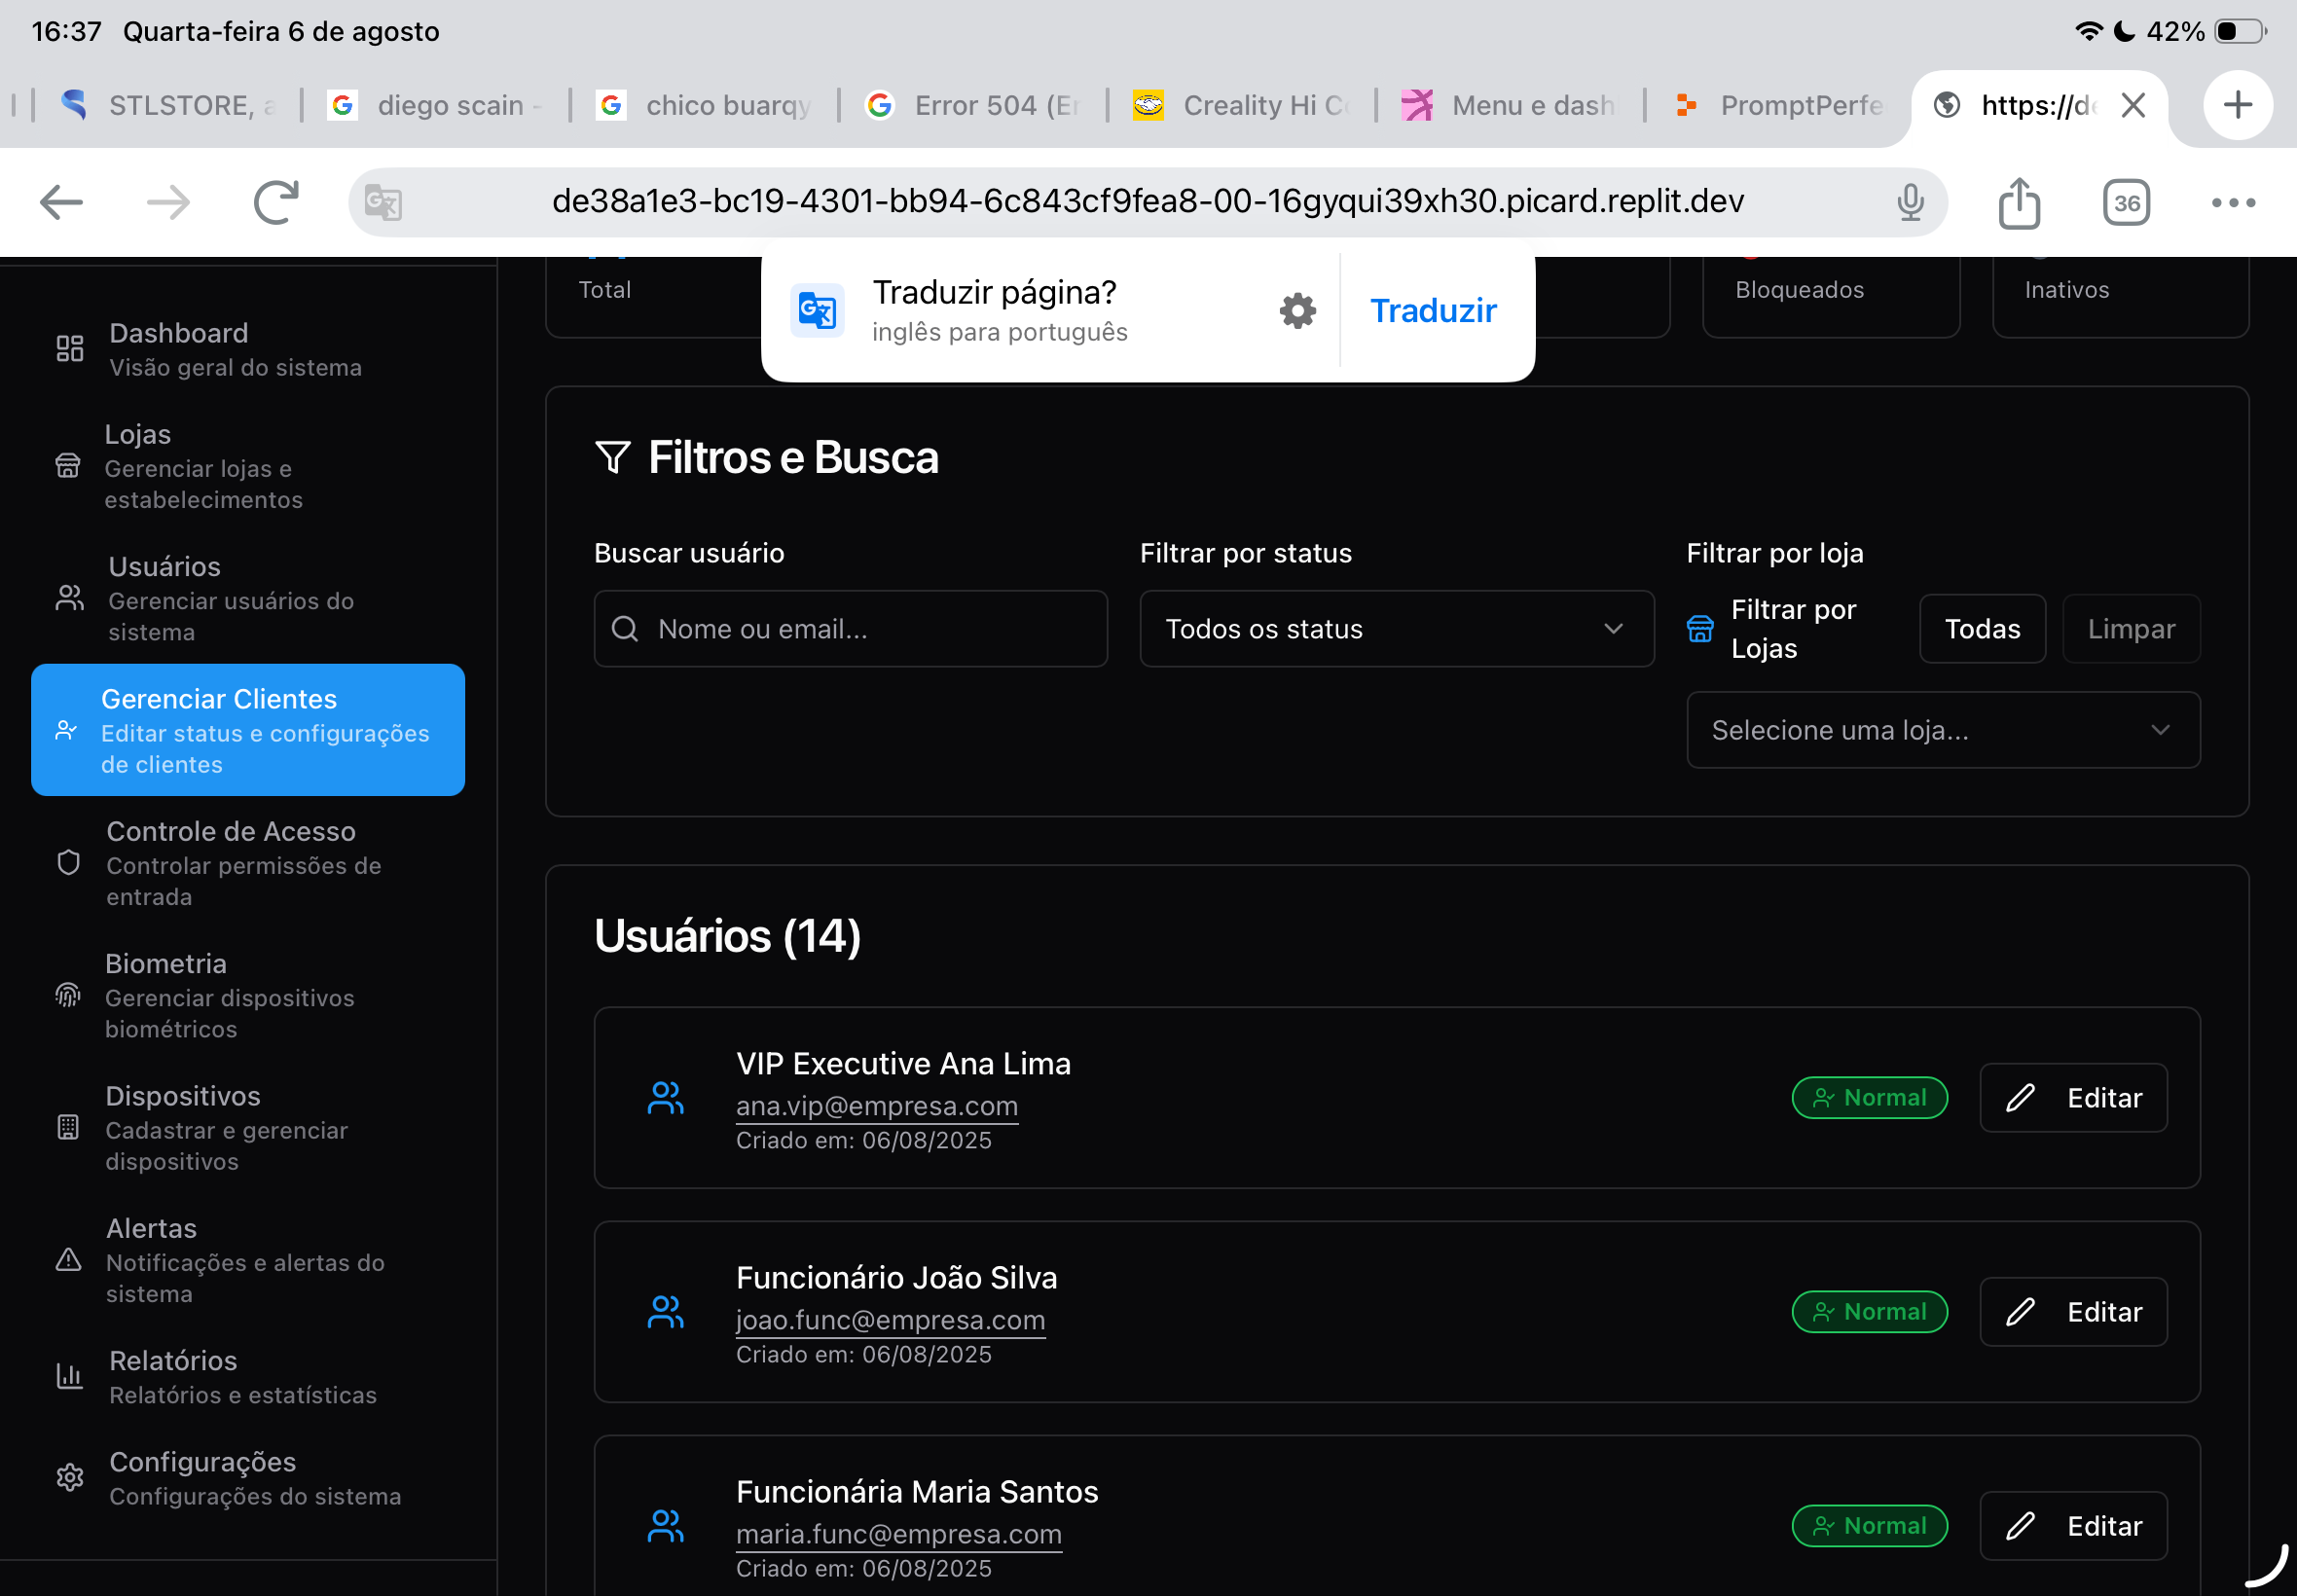 16:37 Quarta-feira 6 de agosto
42%
STLSTORE, a
diego scain -
chico buarqy
Error 504 (Er
Creality Hi Co
Menu e dash
PromptPerfe
https://de
de38a1e3-bc19-4301-bb94-6c843cf9fea8-00-16gyqui39xh30.picard.replit.dev
36
Traduzir página?
inglês para português
Traduzir
Total
Bloqueados
Inativos
Dashboard
Visão geral do sistema
Lojas
Gerenciar lojas e
estabelecimentos
Usuários
Gerenciar usuários do
sistema
Gerenciar Clientes
Editar status e configurações
de clientes
Controle de Acesso
Controlar permissões de
entrada
Biometria
Gerenciar dispositivos
biométricos
Dispositivos
Cadastrar e gerenciar
dispositivos
Alertas
Notificações e alertas do
sistema
Relatórios
Relatórios e estatísticas
Configurações
Configurações do sistema
Filtros e Busca
Buscar usuário
Nome ou email...
Filtrar por status
Todos os status
Filtrar por loja
Filtrar por
Lojas
Todas
Limpar
Selecione uma loja...
Usuários (14)
VIP Executive Ana Lima
ana.vip@empresa.com
Criado em: 06/08/2025
Normal
Editar
Funcionário João Silva
joao.func@empresa.com
Criado em: 06/08/2025
Normal
Editar
Funcionária Maria Santos
maria.func@empresa.com
Criado em: 06/08/2025
Normal
Editar